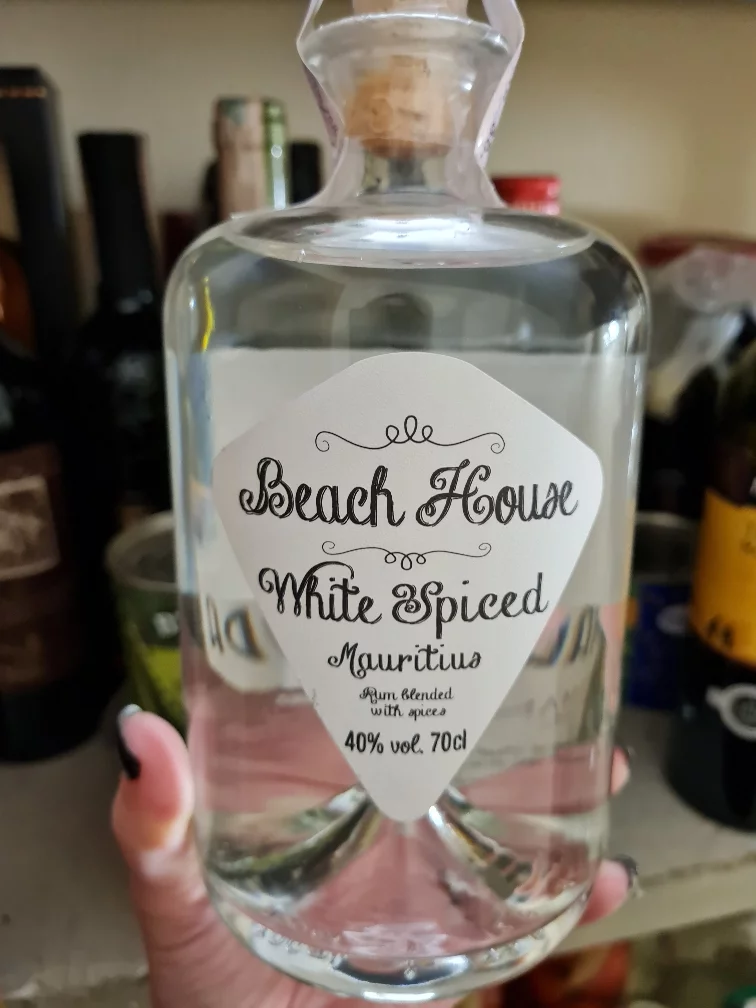 Beach House
White Spiced
Mauritius
Rum blended
with spices
40% vol. 70cl